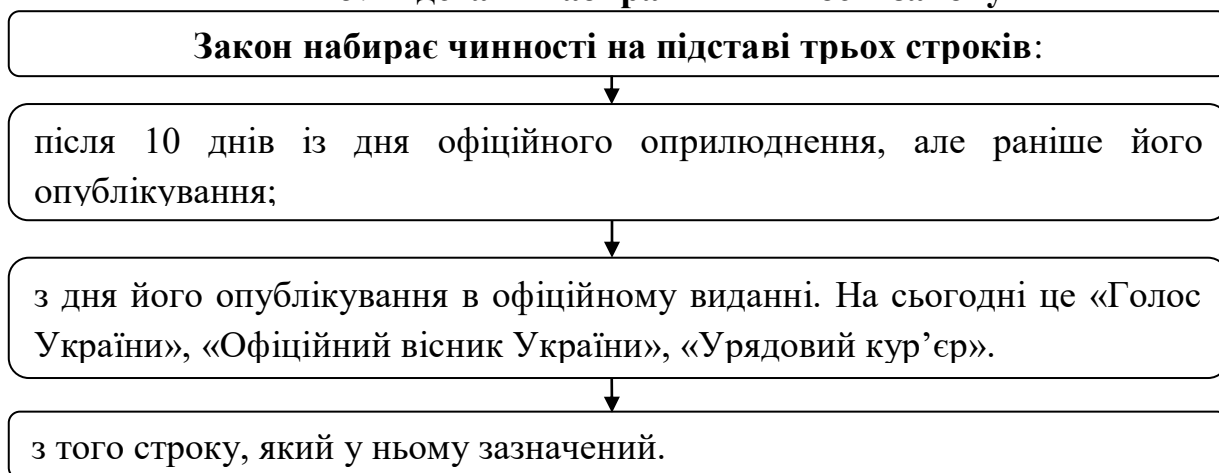 Закон набирає чинності на підставі трьох строків:
після 10 днів із дня офіційного оприлюднення, але раніше його
опублікування;
з дня його опублікування в офіційному виданні. На сьогодні це «Голос
України», «Офіційний вісник України», «Урядовий кур’єр».
з того строку, який у ньому зазначений.